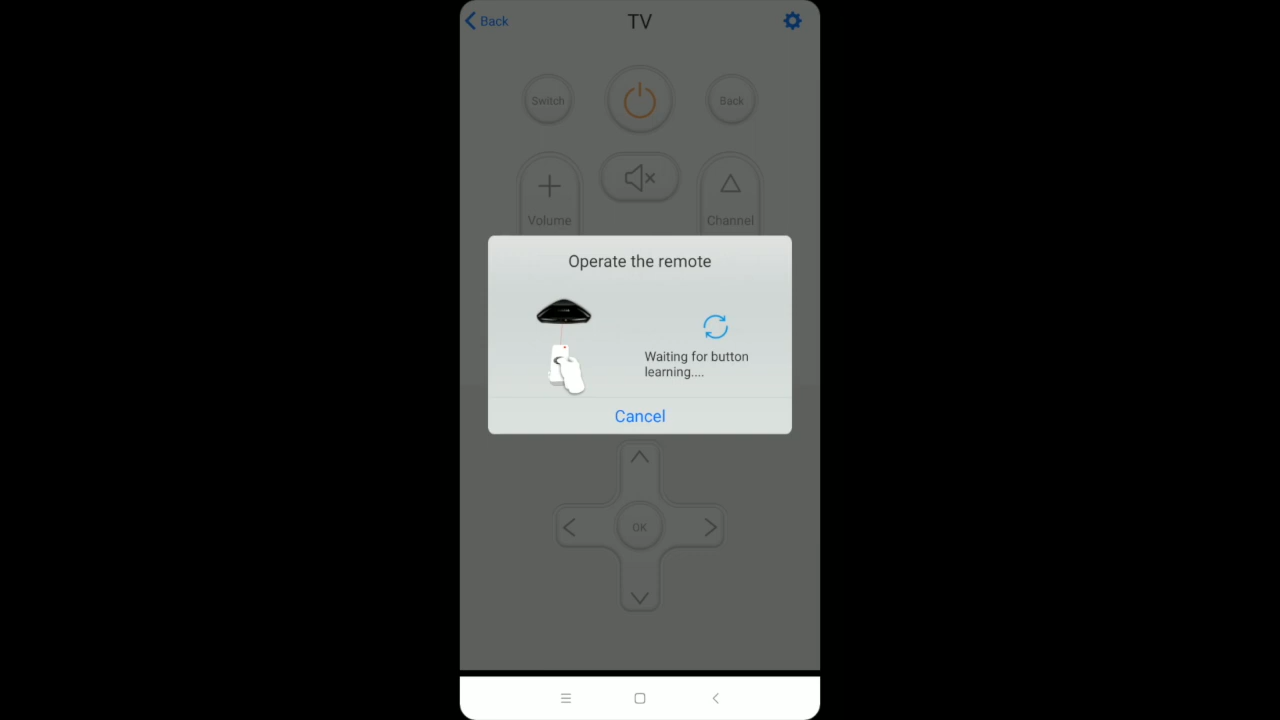 Back
TV
Switch
Back
Volume
Channel
Operate the remote
Waiting for button
learning....
Cancel
OK